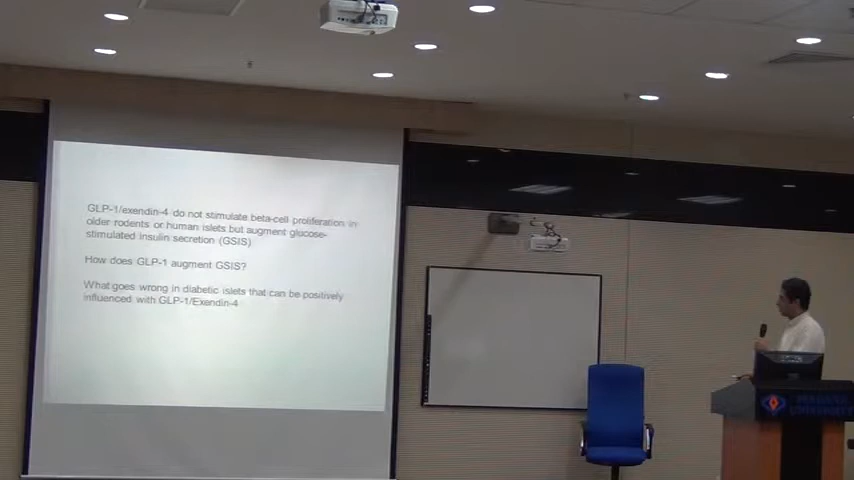 GLP-1/exendin-4 do not stimulate beta-cell proliferation in
older rodents or human islets but augment glucose-
stimulated insulin secretion (GSIS)
How does GLP-1 augment GSIS?
What goes wrong in diabetic islets that can be positively
influenced with GLP-1/Exendin-4
UNIVERSITY